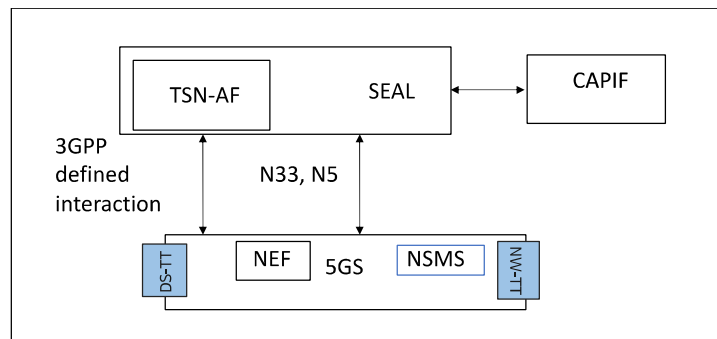 TSN-AF
SEAL
CAPIF
3GPP
defined
interaction
N33, N5
DS-TT
NEF
5GS
NSMS
NW-TT